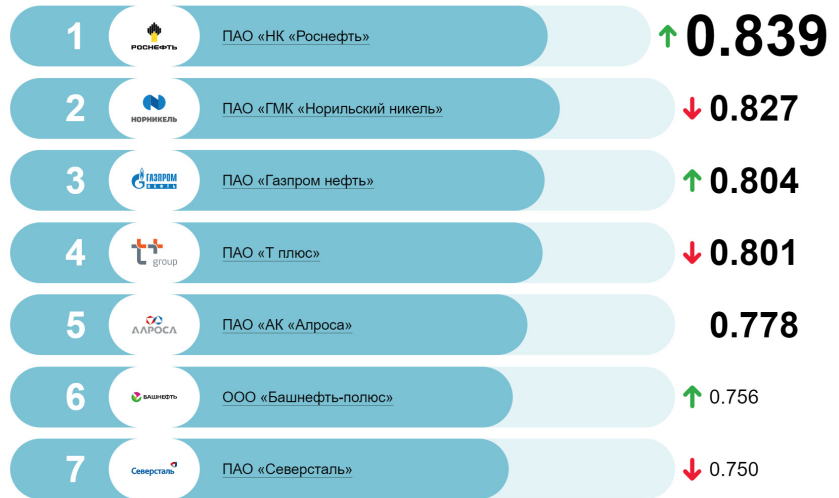 1
РОСНЕФТЬ
ПАО «НК «Роснефть»
0.839
2
НОРНИКЕЛЬ
ПАО «ГМК «Норильский никель»
0.827
3
ГАЗПРОМ
НЕФТЬ
ПАО «Газпром нефть»
0.804
4
t+
group
ПАО «Т плюс»
0.801
5
АЛРОСА
ПАО «АК «Алроса»
0.778
6
БАШНЕФТЬ
ООО «Башнефть-полюс»
0.756
7
Северсталь
ПАО «Северсталь»
0.750